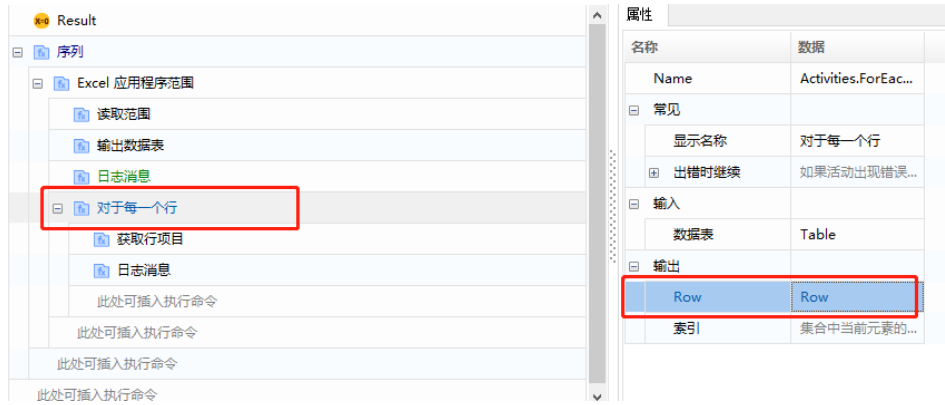 Result
序列
Excel 应用程序范围
读取范围
输出数据表
日志消息
对于每一个行
获取行项目
日志消息
此处可插入执行命令
此处可插入执行命令
此处可插入执行命令
此处可插入执行命令
属性
名称 数据
Name Activities.ForEac...
常见
显示名称 对于每一个行
出错时继续 如果活动出现错误...
输入
数据表 Table
输出
Row Row
索引 集合中当前元素的...